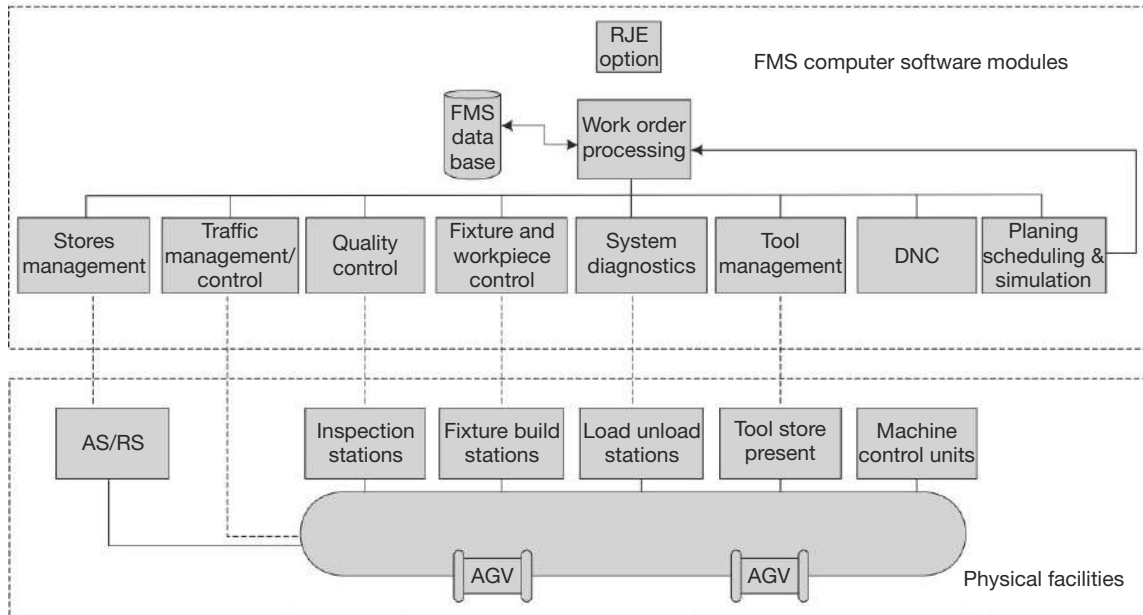 RJE
option
FMS computer software modules
FMS
data
base
Work order
processing
Stores
management
Traffic
management/
control
Quality
control
Fixture and
workpiece
control
System
diagnostics
Tool
management
DNC
Planing
scheduling &
simulation
AS/RS
Inspection
stations
Fixture build
stations
Load unload
stations
Tool store
present
Machine
control units
AGV
AGV
Physical facilities